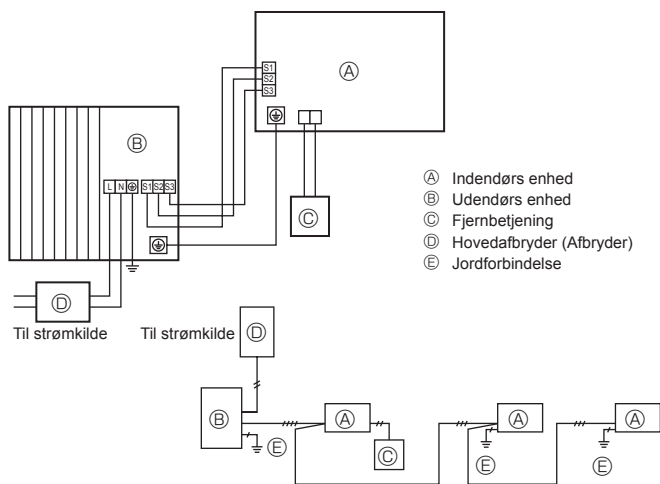 Ⓐ
S1
S2
S3
Ⓑ
L N S1 S2 S3
Ⓒ
Ⓐ Indendørs enhed
Ⓑ Udendørs enhed
Ⓒ Fjernbetjening
Ⓓ Hovedafbryder (Afbryder)
Ⓔ Jordforbindelse
Ⓓ
Til strømkilde
Til strømkilde
Ⓓ
Ⓑ
Ⓐ
Ⓐ
Ⓐ
Ⓔ
Ⓒ
Ⓔ
Ⓔ